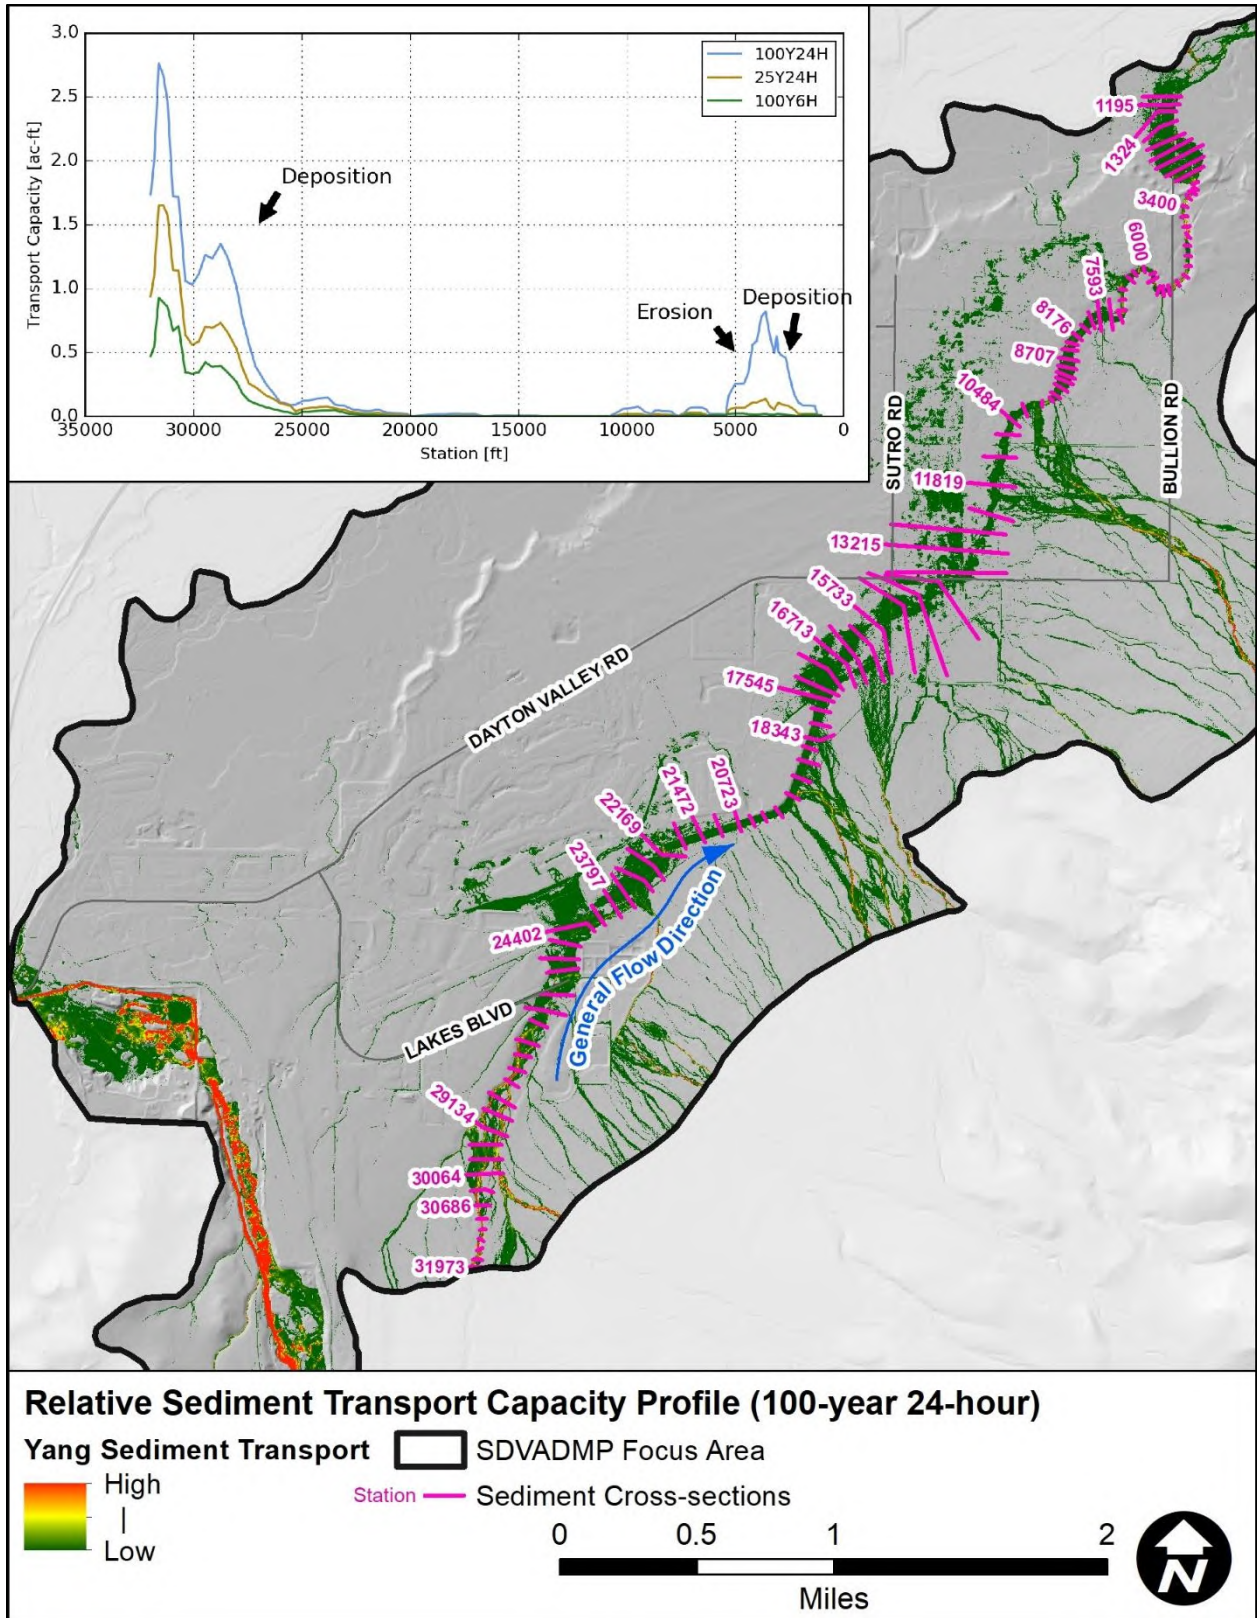 3.0
2.5
2.0
1.5
1.0
0.5
0.0
Transport Capacity [ac-ft]
35000 30000 25000 20000 15000 10000 5000 0
Station [ft]
100Y24H
25Y24H
100Y6H
Deposition
Erosion
Deposition
1195
1324
3400
6000
7593
8176
8707
10484
SUTRO RD
BULLION RD
11819
13215
15733
16713
17545
DAYTON VALLEY RD
18343
20723
21472
22169
23797
24402
General Flow Direction
LAKES BLVD
29134
30064
30686
31973
Relative Sediment Transport Capacity Profile (100-year 24-hour)
Yang Sediment Transport
High
|
Low
SDVADMP Focus Area
Station
Sediment Cross-sections
0 0.5 1 2
Miles
N